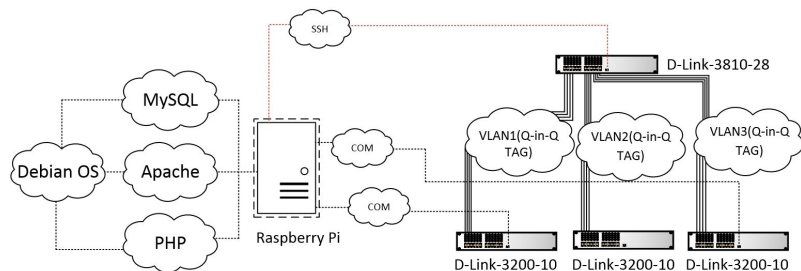 SSH
D-Link-3810-28
MySQL
VLAN1(Q-in-Q
TAG)
VLAN2(Q-in-Q
TAG)
VLAN3(Q-in-Q
TAG)
COM
Debian OS
Apache
COM
PHP
Raspberry Pi
D-Link-3200-10
D-Link-3200-10
D-Link-3200-10